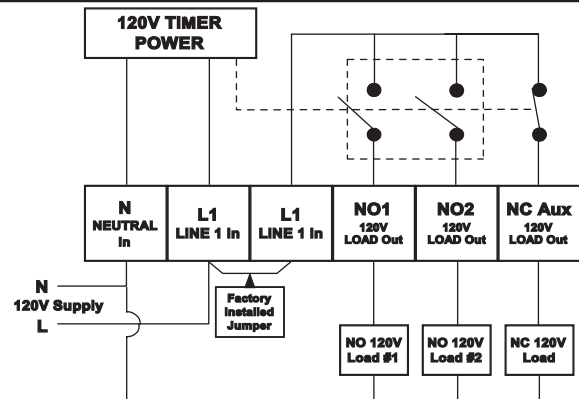 120V TIMER
POWER
N
NEUTRAL
In
L1
LINE 1 In
L1
LINE 1 In
NO1
120V
LOAD Out
NO2
120V
LOAD Out
NC Aux
120V
LOAD Out
N
120V Supply
L
Factory
Installed
Jumper
NO 120V
Load #1
NO 120V
Load #2
NC 120V
Load